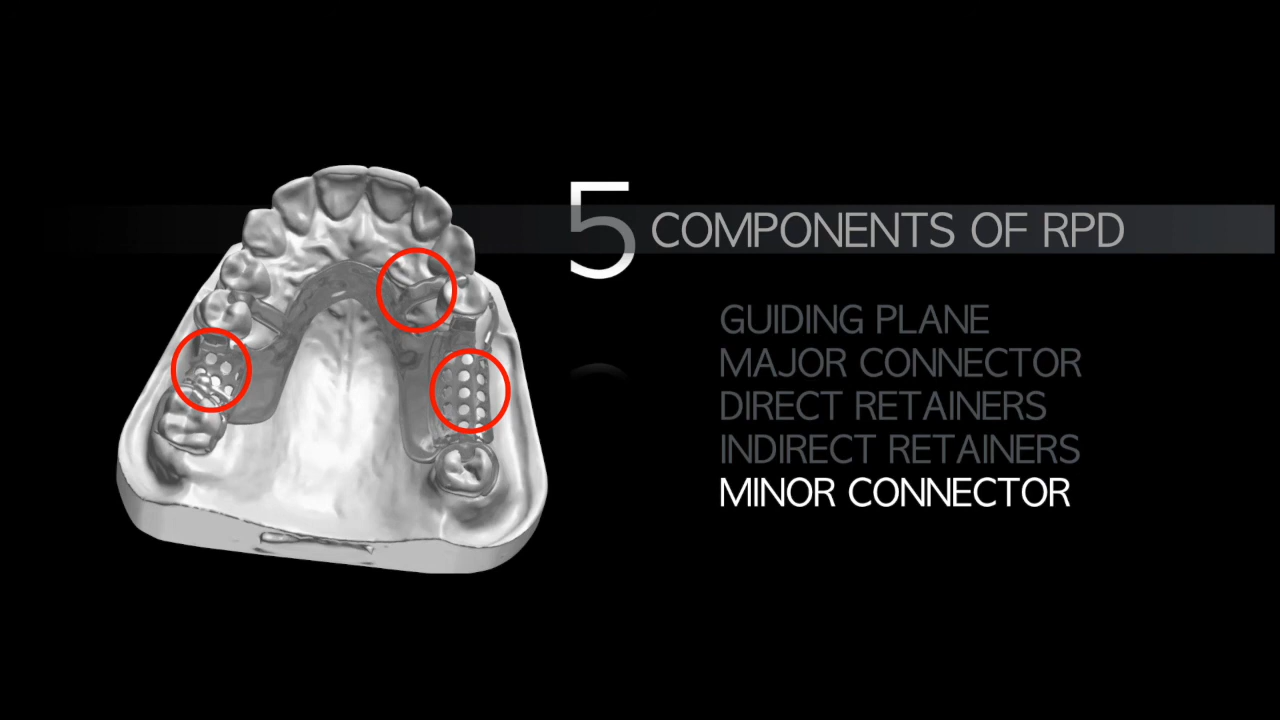 5 COMPONENTS OF RPD
GUIDING PLANE
MAJOR CONNECTOR
DIRECT RETAINERS
INDIRECT RETAINERS
MINOR CONNECTOR